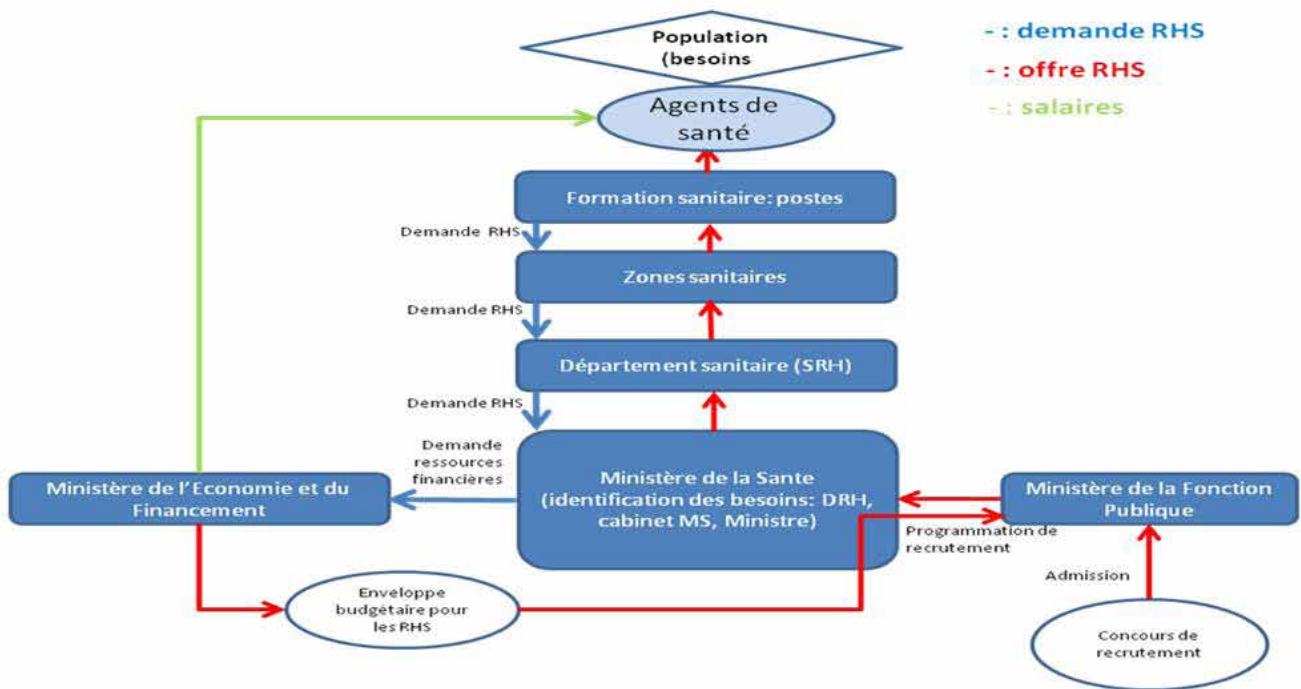 Population
(besoins
- : demande RHS
- : offre RHS
- : salaires
Agents de
santé
Formation sanitaire: postes
Demande RHS
Zones sanitaires
Demande RHS
Département sanitaire (SRH)
Demande RHS
Demande
ressources
financières
Ministère de la Sante
(identification des besoins: DRH,
cabinet MS, Ministre)
Ministère de l'Economie et du
Financement
Ministère de la Fonction
Publique
Programmation de
recrutement
Admission
Enveloppe
budgétaire pour
les RHS
Concours de
recrutement